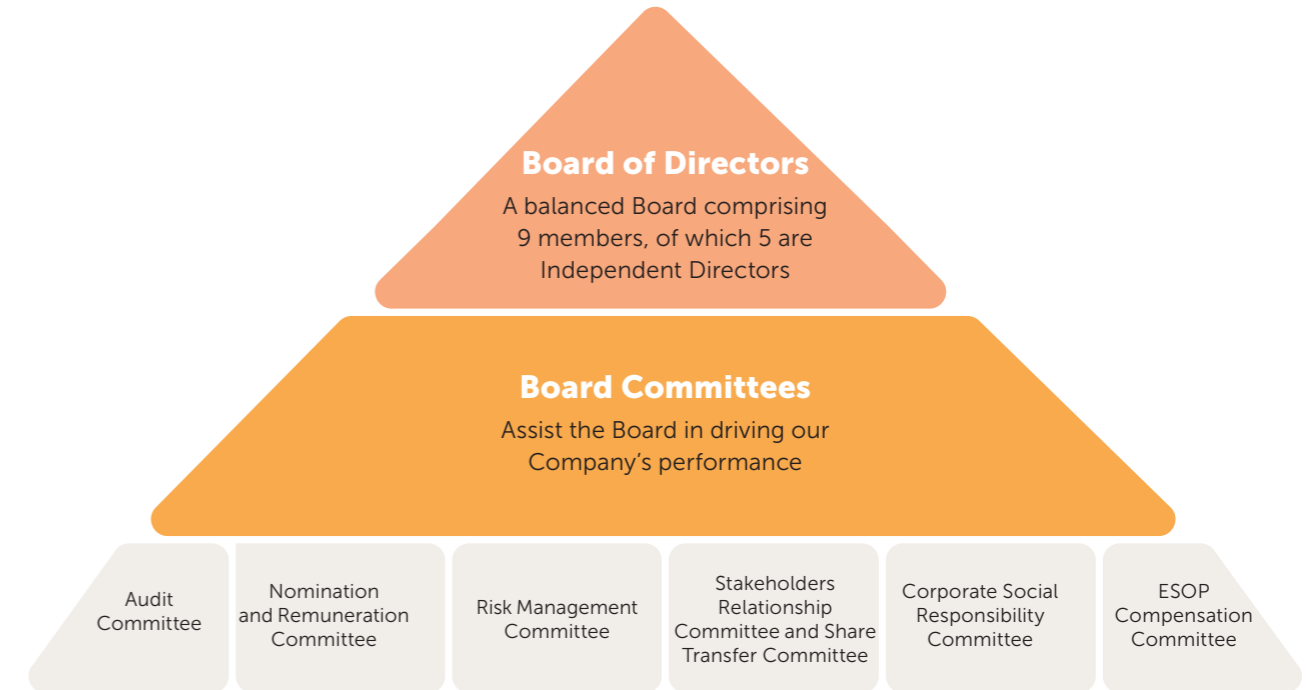 Board of Directors
A balanced Board comprising
9 members, of which 5 are
Independent Directors
Board Committees
Assist the Board in driving our
Company’s performance
Audit
Committee
Nomination
and Remuneration
Committee
Risk Management
Committee
Stakeholders
Relationship
Committee and Share
Transfer Committee
Corporate Social
Responsibility
Committee
ESOP
Compensation
Committee